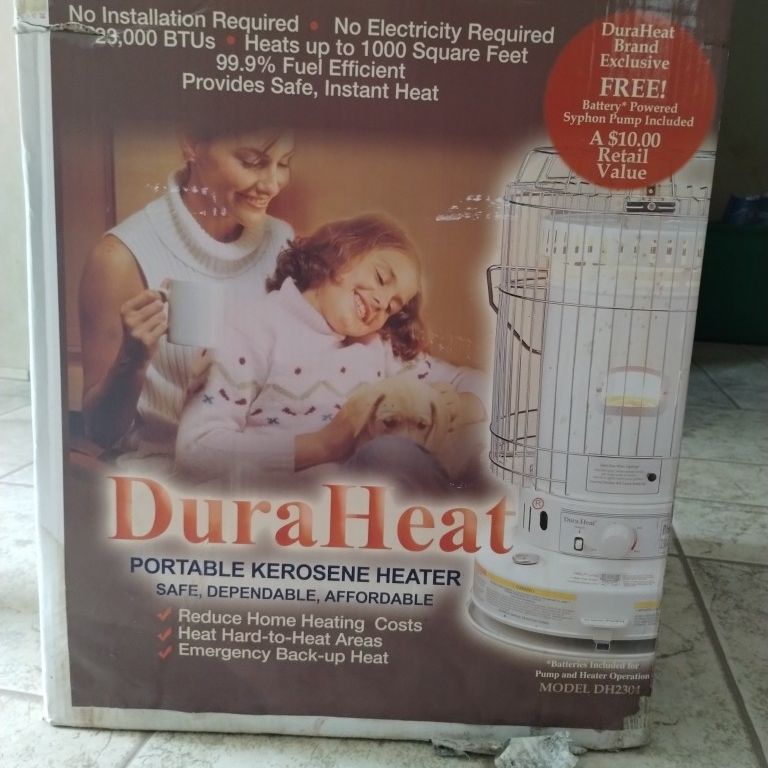 No Installation Required • No Electricity Required
23,000 BTUs • Heats up to 1000 Square Feet
99.9% Fuel Efficient
Provides Safe, Instant Heat
DuraHeat
Brand
Exclusive
FREE!
Battery* Powered
Syphon Pump Included
A $10.00
Retail
Value
DuraHeat®
PORTABLE KEROSENE HEATER
SAFE, DEPENDABLE, AFFORDABLE
✓ Reduce Home Heating Costs
✓ Heat Hard-to-Heat Areas
✓ Emergency Back-up Heat
DuraHeat
*Batteries Included for
Pump and Heater Operation
MODEL DH2304